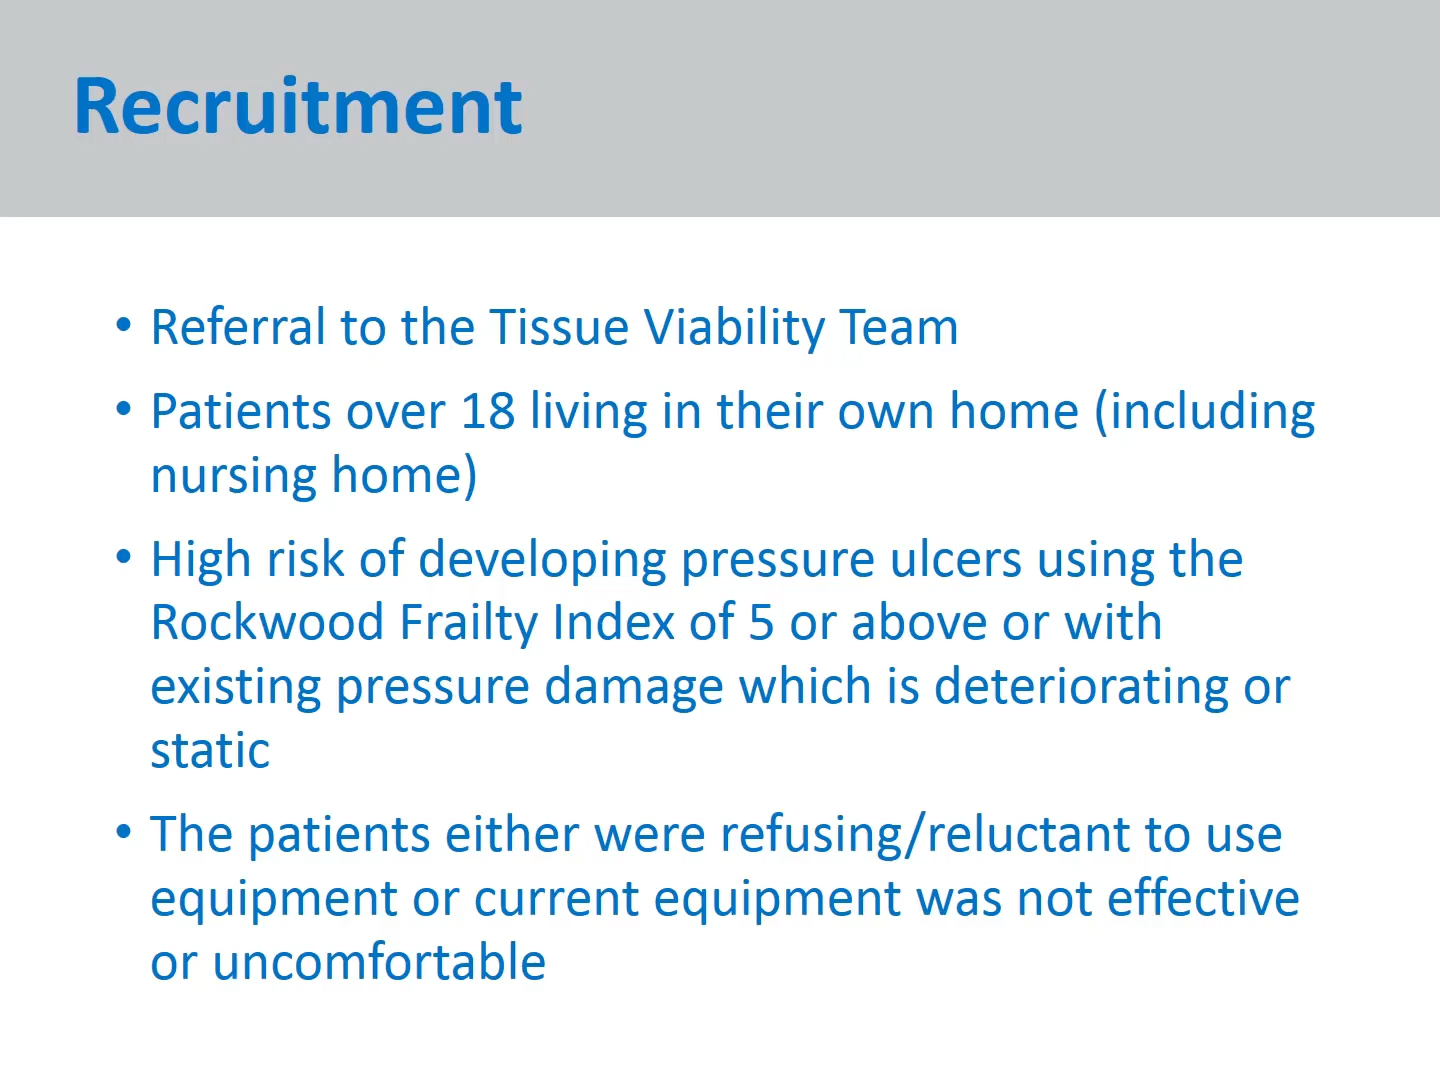 Recruitment
• Referral to the Tissue Viability Team
• Patients over 18 living in their own home (including
nursing home)
• High risk of developing pressure ulcers using the
Rockwood Frailty Index of 5 or above or with
existing pressure damage which is deteriorating or
static
• The patients either were refusing/reluctant to use
equipment or current equipment was not effective
or uncomfortable